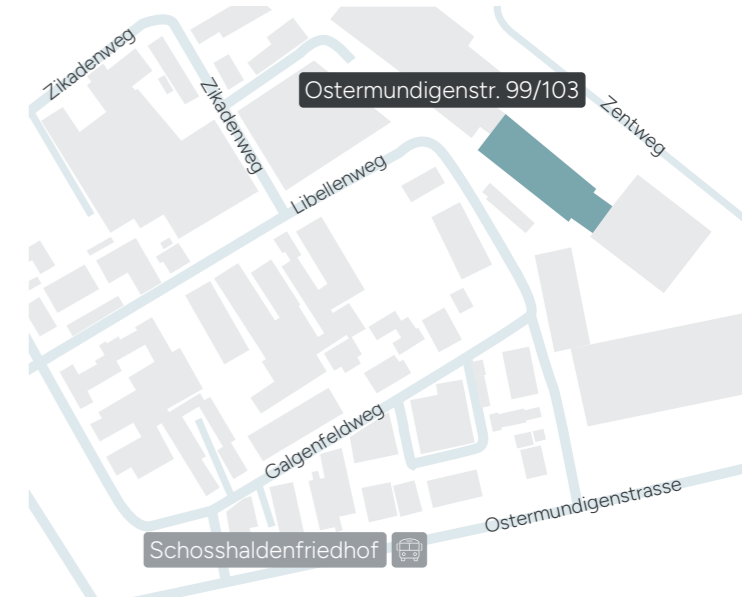 Zikadenweg
Zikadenweg
Ostermundigenstr. 99/103
Zentweg
Libellenweg
Galgenfeldweg
Ostermundigenstrasse
Schosshaldenfriedhof